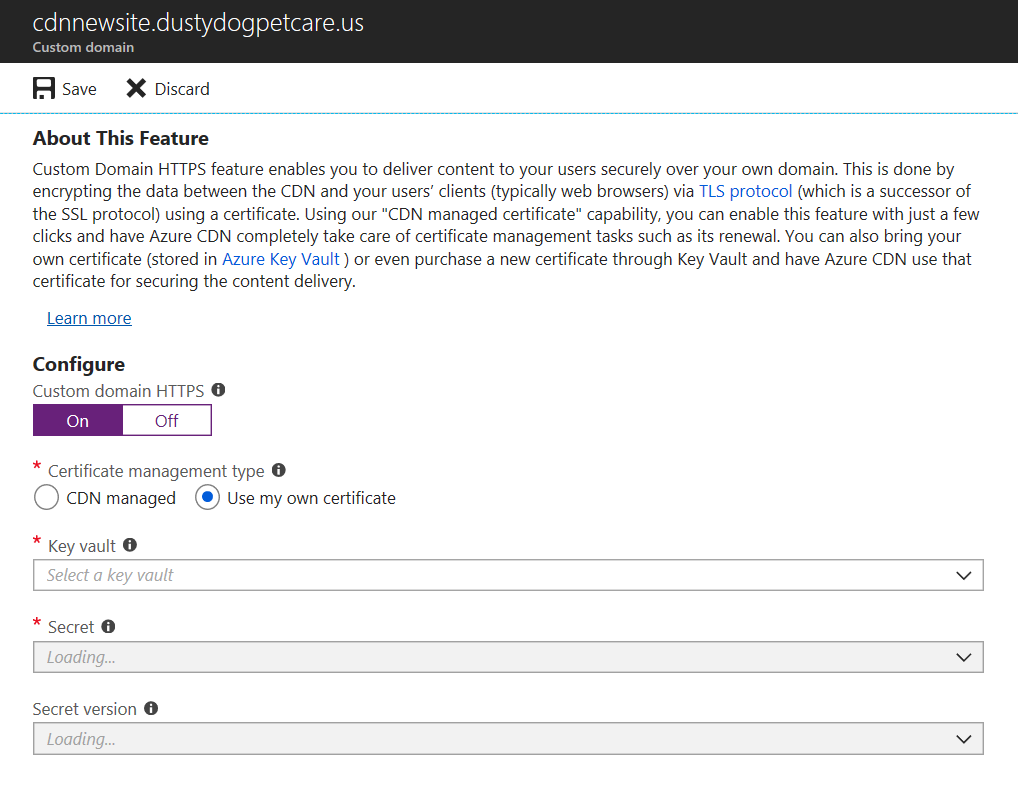 cdnnewsite.dustydogpetcare.us
Custom domain
Save Discard
About This Feature
Custom Domain HTTPS feature enables you to deliver content to your users securely over your own domain. This is done by
encrypting the data between the CDN and your users’ clients (typically web browsers) via TLS protocol (which is a successor of
the SSL protocol) using a certificate. Using our "CDN managed certificate" capability, you can enable this feature with just a few
clicks and have Azure CDN completely take care of certificate management tasks such as its renewal. You can also bring your
own certificate (stored in Azure Key Vault ) or even purchase a new certificate through Key Vault and have Azure CDN use that
certificate for securing the content delivery.
Learn more
Configure
Custom domain HTTPS
On Off
* Certificate management type
CDN managed Use my own certificate
* Key vault
Select a key vault
* Secret
Loading...
Secret version
Loading...